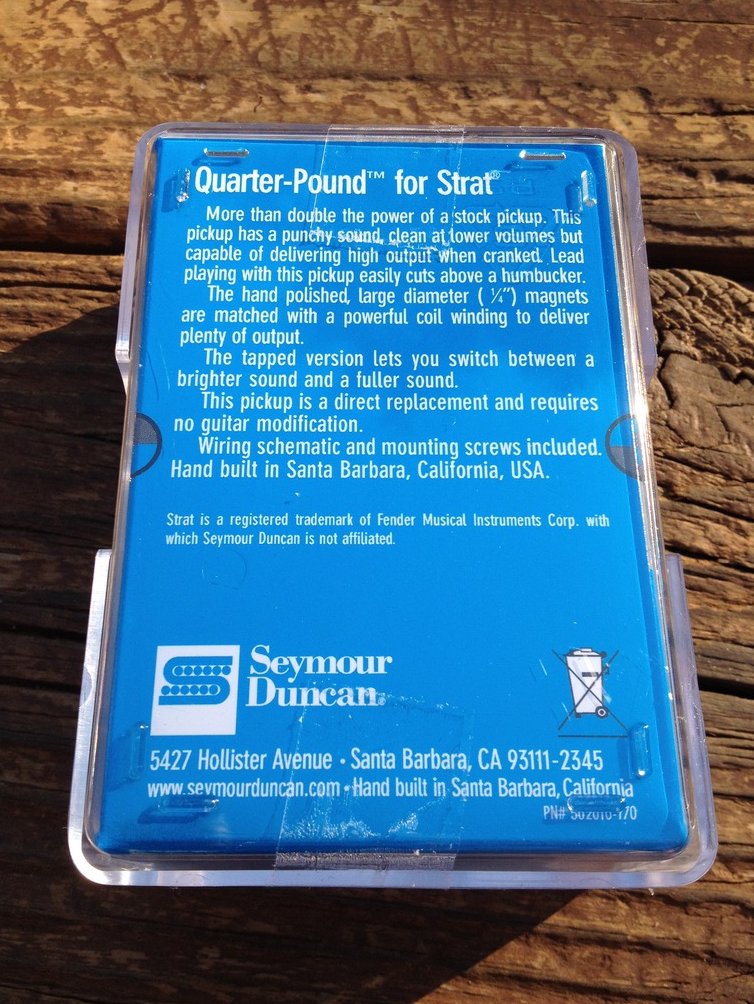 Quarter-Pound™ for Strat®
More than double the power of a stock pickup. This
pickup has a punchy sound, clean at lower volumes but
capable of delivering high output when cranked. Lead
playing with this pickup easily cuts above a humbucker.
The hand polished, large diameter ( ¼") magnets
are matched with a powerful coil winding to deliver
plenty of output.
The tapped version lets you switch between a
brighter sound and a fuller sound.
This pickup is a direct replacement and requires
no guitar modification.
Wiring schematic and mounting screws included.
Hand built in Santa Barbara, California, USA.
Strat is a registered trademark of Fender Musical Instruments Corp. with
which Seymour Duncan is not affiliated.
Seymour
Duncan®
5427 Hollister Avenue • Santa Barbara, CA 93111-2345
www.seymourduncan.com • Hand built in Santa Barbara, California
PN#